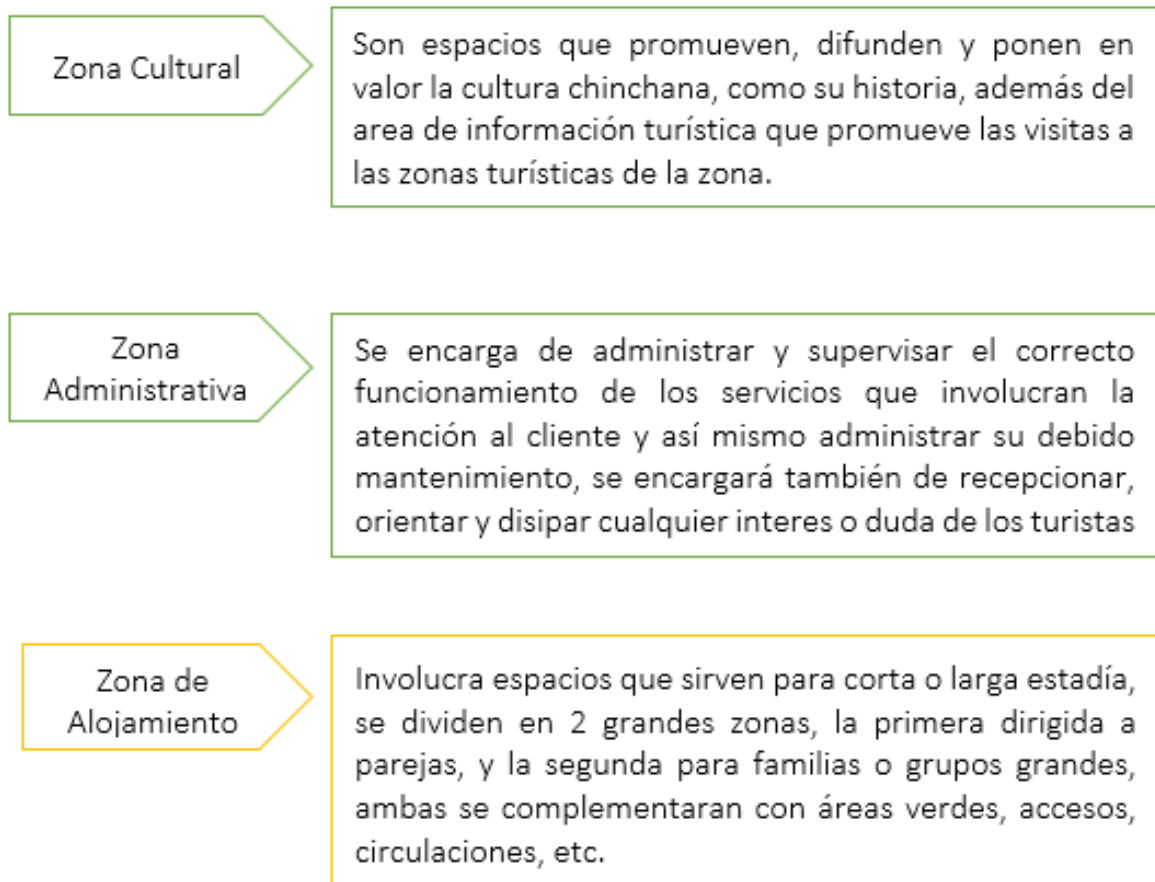 Zona Cultural
Son espacios que promueven, difunden y ponen en
valor la cultura chinchana, como su historia, además del
area de información turística que promueve las visitas a
las zonas turísticas de la zona.
Zona
Administrativa
Se encarga de administrar y supervisar el correcto
funcionamiento de los servicios que involucran la
atención al cliente y así mismo administrar su debido
mantenimiento, se encargará también de recepcionar,
orientar y disipar cualquier interes o duda de los turistas
Zona de
Alojamiento
Involucra espacios que sirven para corta o larga estadía,
se dividen en 2 grandes zonas, la primera dirigida a
parejas, y la segunda para familias o grupos grandes,
ambas se complementaran con áreas verdes, accesos,
circulaciones, etc.